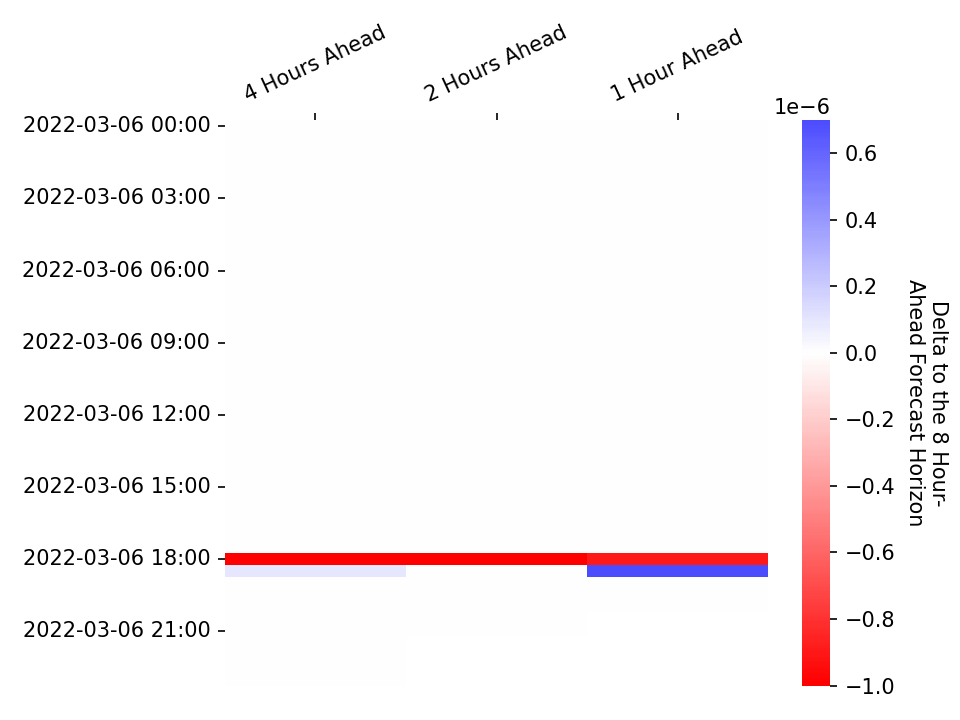 4 Hours Ahead
2 Hours Ahead
1 Hour Ahead
1e−6
2022-03-06 00:00
2022-03-06 03:00
2022-03-06 06:00
2022-03-06 09:00
2022-03-06 12:00
2022-03-06 15:00
2022-03-06 18:00
2022-03-06 21:00
0.6
0.4
0.2
0.0
−0.2
−0.4
−0.6
−0.8
−1.0
Delta to the 8 Hour-
Ahead Forecast Horizon